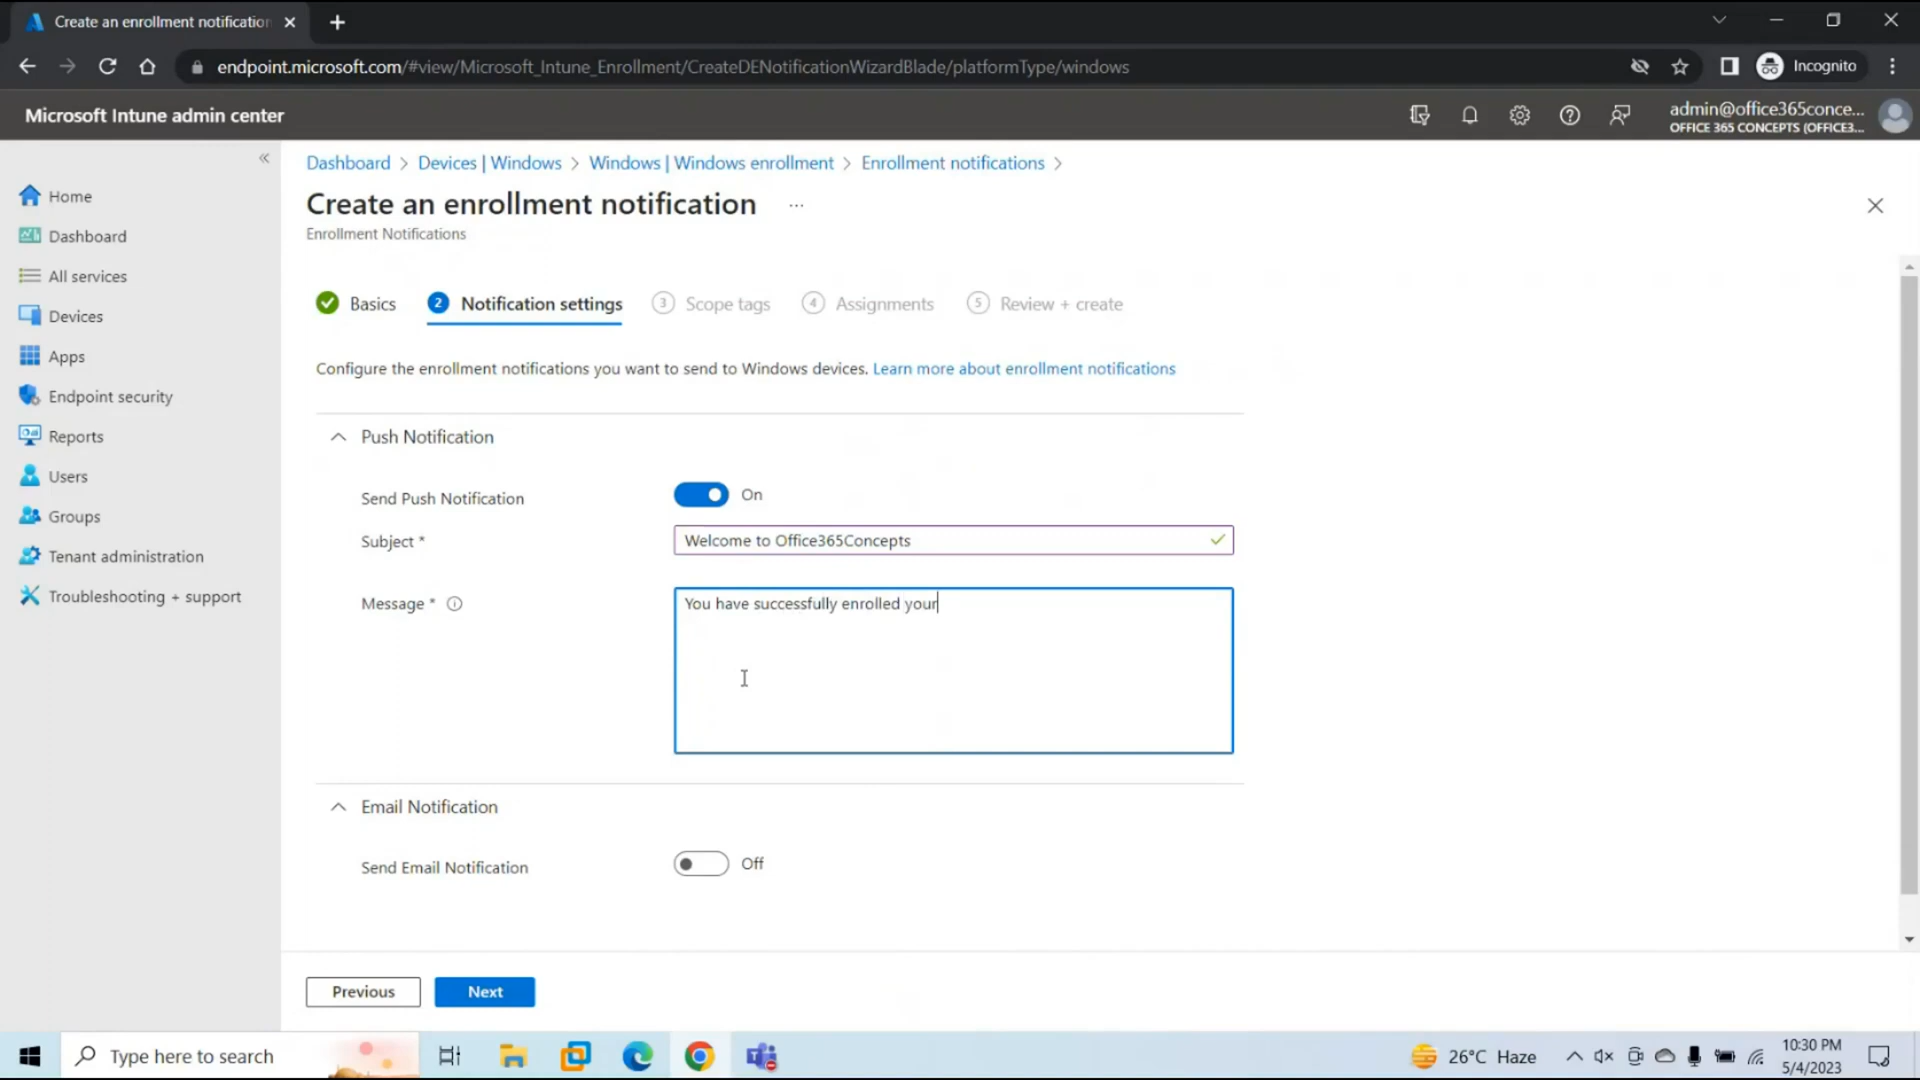 Create an enrollment notification
endpoint.microsoft.com/#view/Microsoft_Intune_Enrollment/CreateDENotificationWizardBlade/platformType/windows
Incognito
Microsoft Intune admin center
admin@office365conce...
OFFICE 365 CONCEPTS (OFFICE3...
Home
Dashboard
All services
Devices
Apps
Endpoint security
Reports
Users
Groups
Tenant administration
Troubleshooting + support
Dashboard > Devices | Windows > Windows | Windows enrollment > Enrollment notifications >
Create an enrollment notification ...
Enrollment Notifications
Basics 2 Notification settings 3 Scope tags 4 Assignments 5 Review + create
Configure the enrollment notifications you want to send to Windows devices. Learn more about enrollment notifications
Push Notification
Send Push Notification On
Subject * Welcome to Office365Concepts
Message * You have successfully enrolled your
Email Notification
Send Email Notification Off
Previous Next
Type here to search
26°C Haze
10:30 PM
5/4/2023